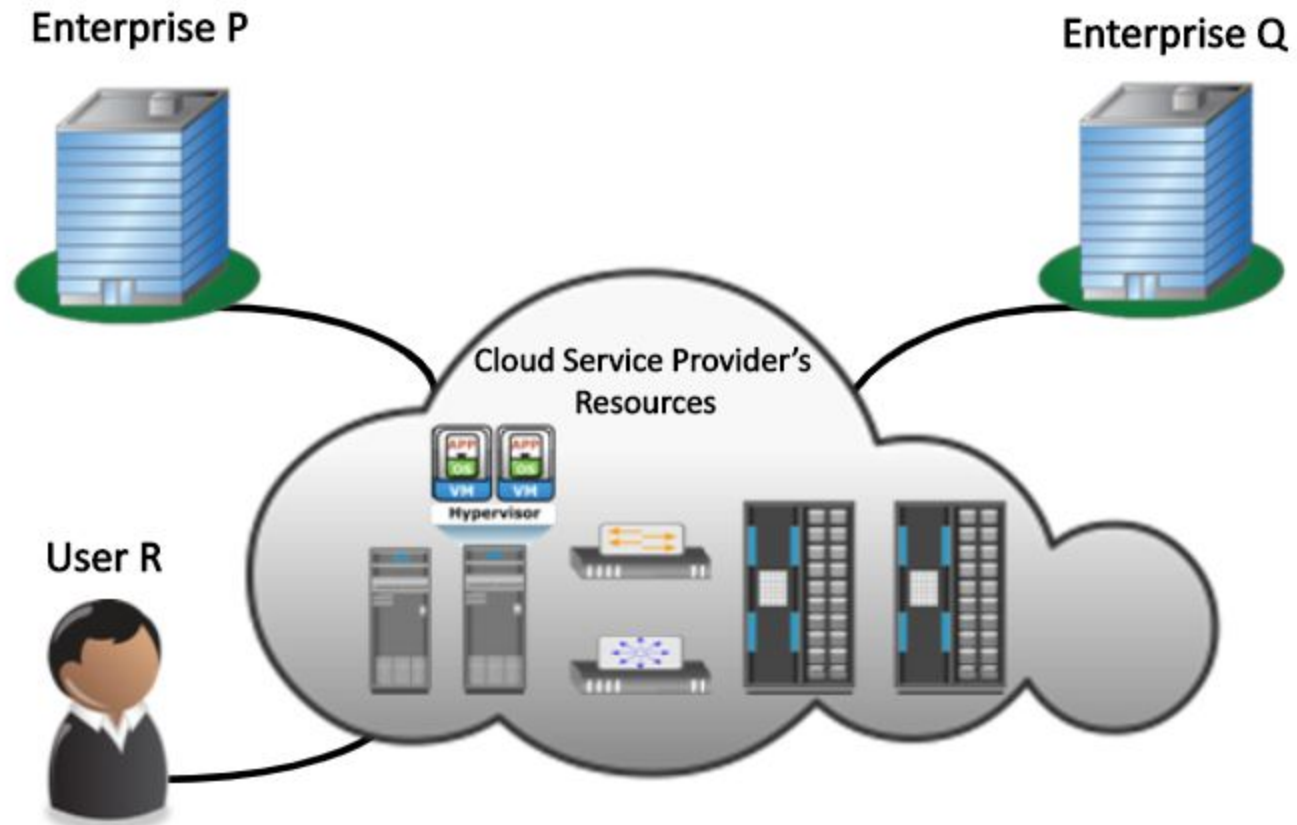 Enterprise P
Enterprise Q
Cloud Service Provider's
Resources
APP
APP
OS
OS
VM
VM
Hypervisor
User R